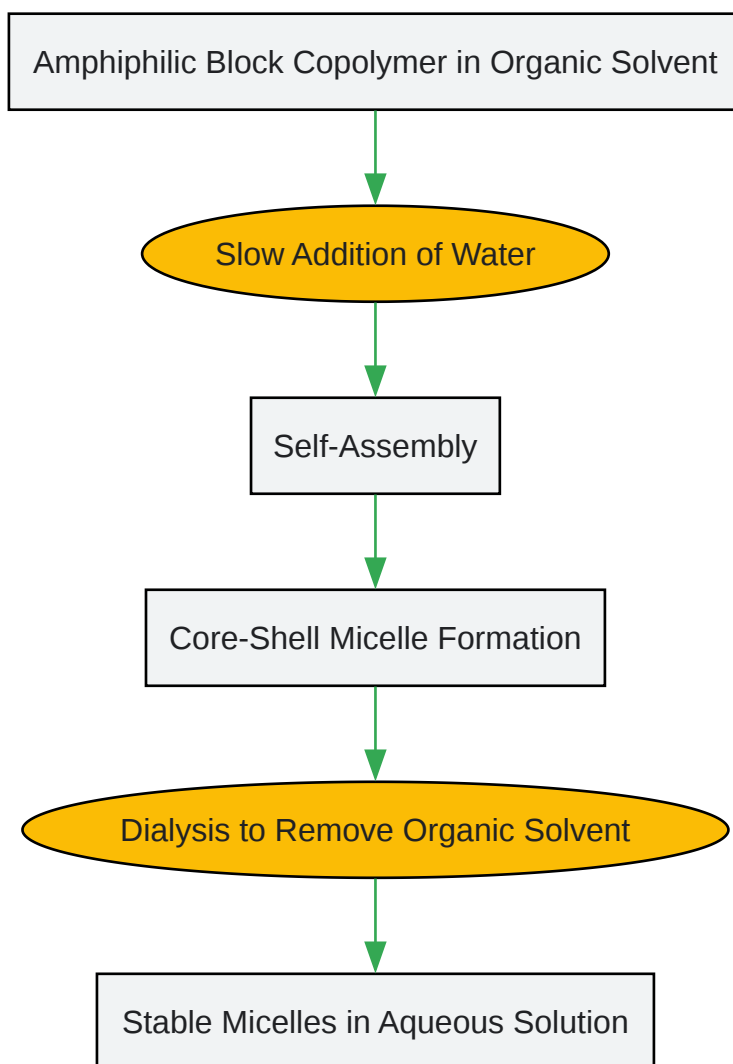 Amphiphilic Block Copolymer in Organic Solvent
Slow Addition of Water
Self-Assembly
Core-Shell Micelle Formation
Dialysis to Remove Organic Solvent
Stable Micelles in Aqueous Solution